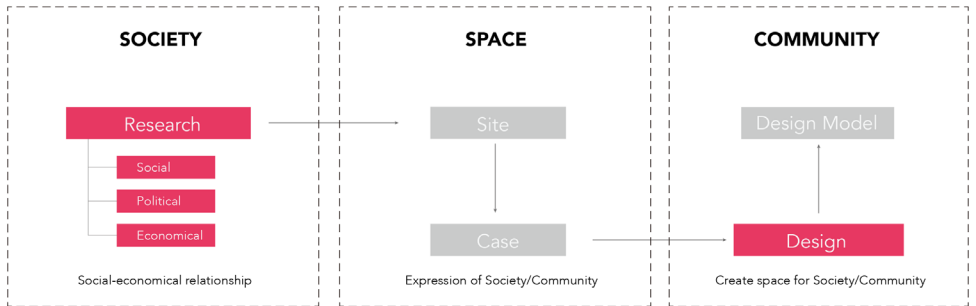 SOCIETY
Research
Social
Political
Economical
Social-economical relationship
SPACE
Site
Case
Expression of Society/Community
COMMUNITY
Design Model
Design
Create space for Society/Community